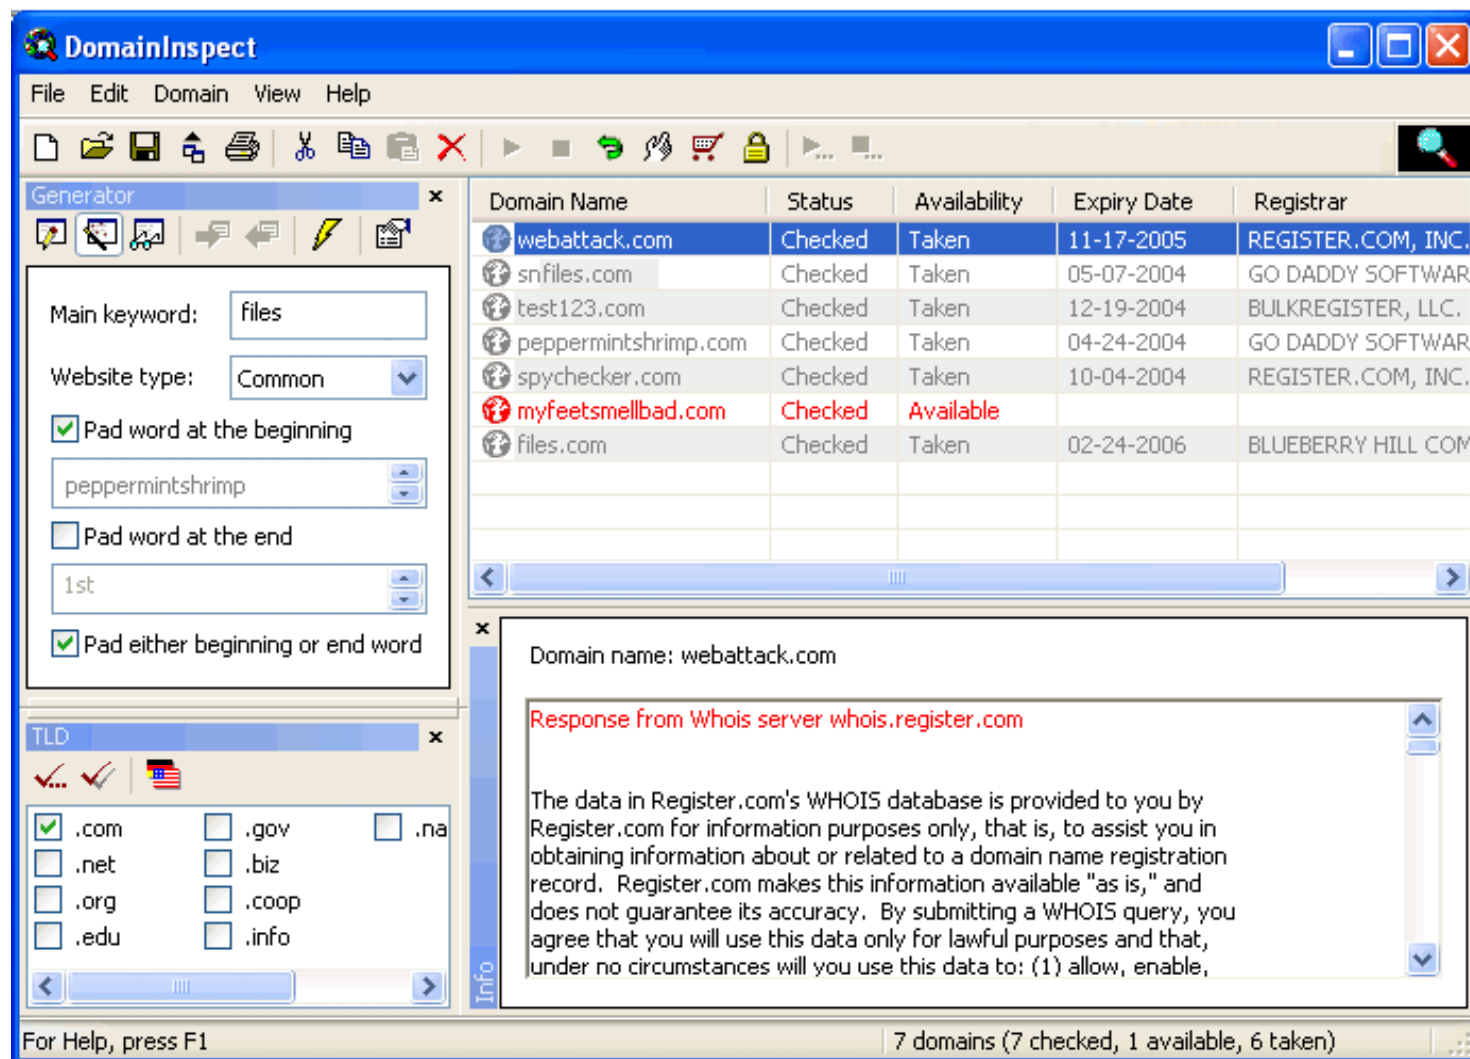 DomainInspect
File Edit Domain View Help
Generator
Main keyword: files
Website type: Common
Pad word at the beginning
peppermintshrimp
Pad word at the end
1st
Pad either beginning or end word
TLD
.com .gov .na
.net .biz
.org .coop
.edu .info
Domain Name Status Availability Expiry Date Registrar
webattack.com Checked Taken 11-17-2005 REGISTER.COM, INC.
snfiles.com Checked Taken 05-07-2004 GO DADDY SOFTWAR
test123.com Checked Taken 12-19-2004 BULKREGISTER, LLC.
peppermintshrimp.com Checked Taken 04-24-2004 GO DADDY SOFTWAR
spychecker.com Checked Taken 10-04-2004 REGISTER.COM, INC.
myfeetsmellbad.com Checked Available
files.com Checked Taken 02-24-2006 BLUEBERRY HILL COM
Info
Domain name: webattack.com
Response from Whois server whois.register.com
The data in Register.com's WHOIS database is provided to you by
Register.com for information purposes only, that is, to assist you in
obtaining information about or related to a domain name registration
record. Register.com makes this information available "as is," and
does not guarantee its accuracy. By submitting a WHOIS query, you
agree that you will use this data only for lawful purposes and that,
under no circumstances will you use this data to: (1) allow, enable,
For Help, press F1
7 domains (7 checked, 1 available, 6 taken)